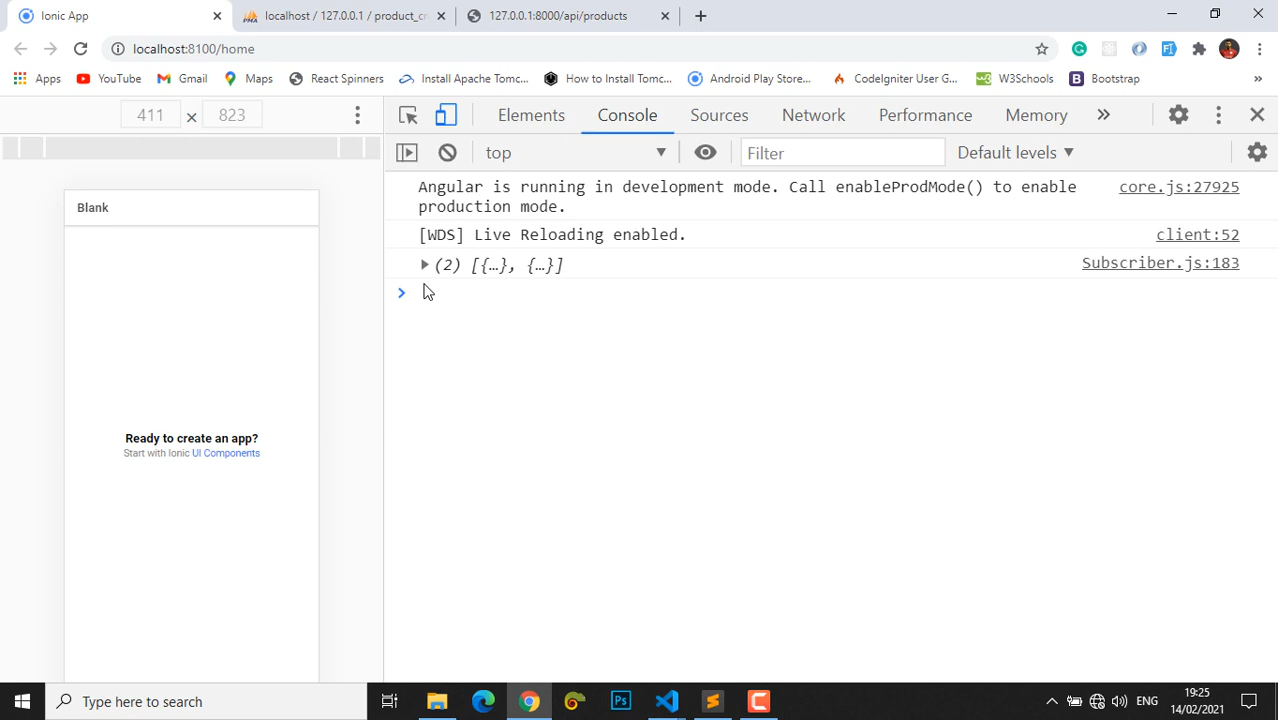 Ionic App
localhost / 127.0.0.1 / product_cr
127.0.0.1:8000/api/products
localhost:8100/home
Apps
YouTube
Gmail
Maps
React Spinners
Install Apache Tomc...
How to Install Tomc...
Android Play Store...
CodeIgniter User G...
W3Schools
Bootstrap
»
411 × 823
Elements
Console
Sources
Network
Performance
Memory
»
top
Filter
Default levels
Angular is running in development mode. Call enableProdMode() to enable
production mode.
core.js:27925
[WDS] Live Reloading enabled.
client:52
(2) [{…}, {…}]
Subscriber.js:183
Blank
Ready to create an app?
Start with Ionic UI Components
Type here to search
ENG
19:25
14/02/2021